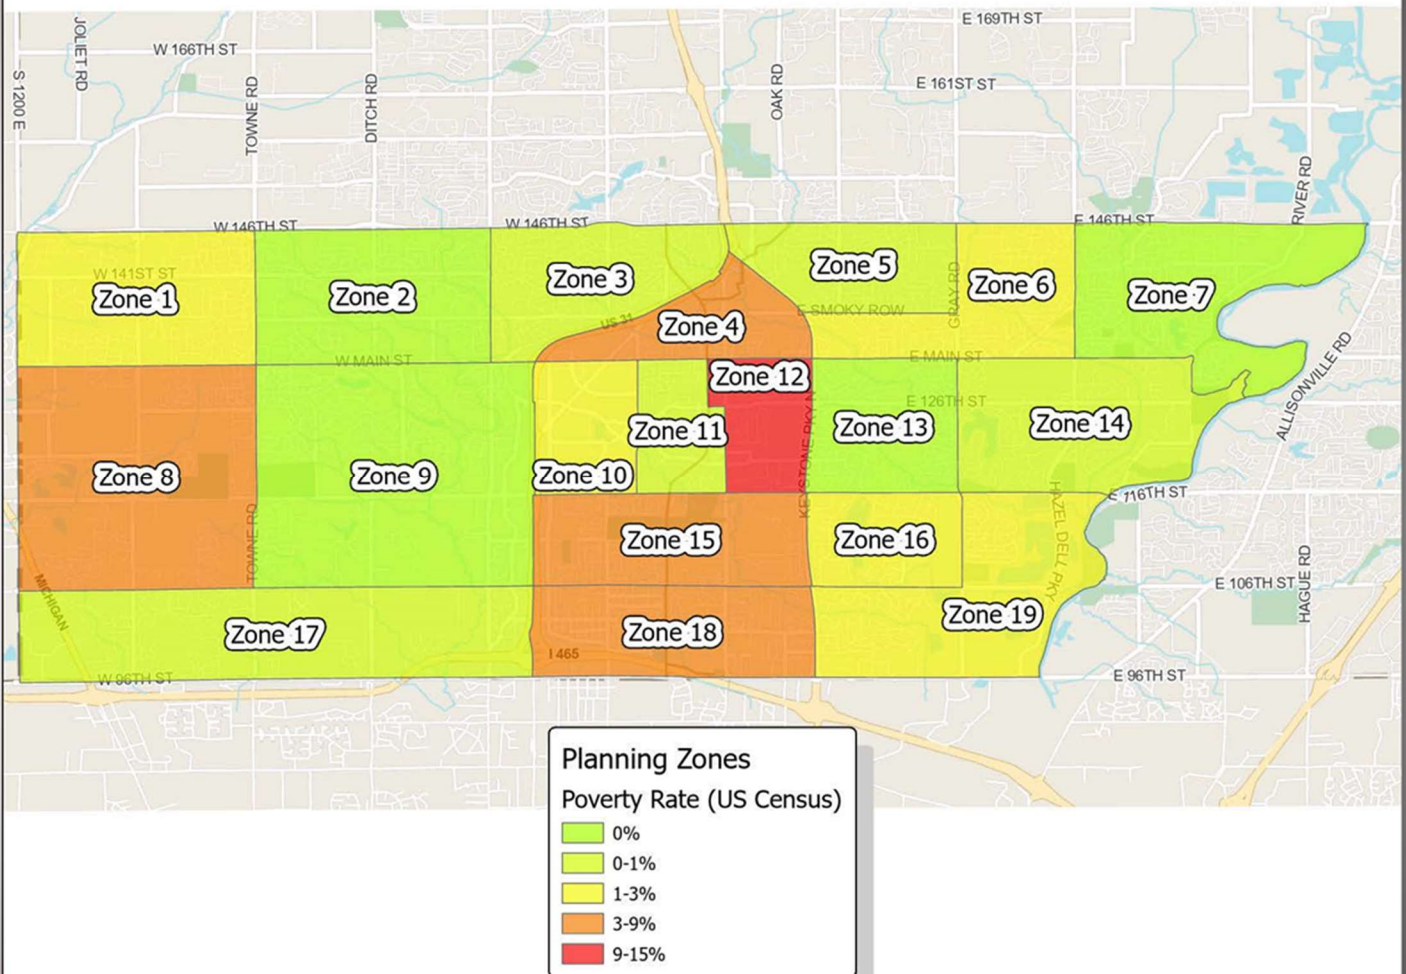 E 169TH ST
JOLIET RD
W 166TH ST
S 1200 E
TOWNE RD
DITCH RD
OAK RD
E 161ST ST
RIVER RD
W 146TH ST
W 146TH ST
E 146TH ST
W 141ST ST
Zone 1
Zone 2
Zone 3
Zone 5
GRAY RD
Zone 6
Zone 7
US 31
Zone 4
E SMOKY ROW
W MAIN ST
E MAIN ST
ALLISONVILLE RD
Zone 12
E 126TH ST
KEYSTONE PKY N
Zone 8
Zone 9
Zone 10
Zone 11
Zone 13
Zone 14
E 116TH ST
TOWNE RD
HAZEL DELL PKY
Zone 15
Zone 16
MICHIGAN
E 106TH ST
HAGUE RD
Zone 17
Zone 18
Zone 19
I 465
W 96TH ST
E 96TH ST
Planning Zones
Poverty Rate (US Census)
0%
0-1%
1-3%
3-9%
9-15%